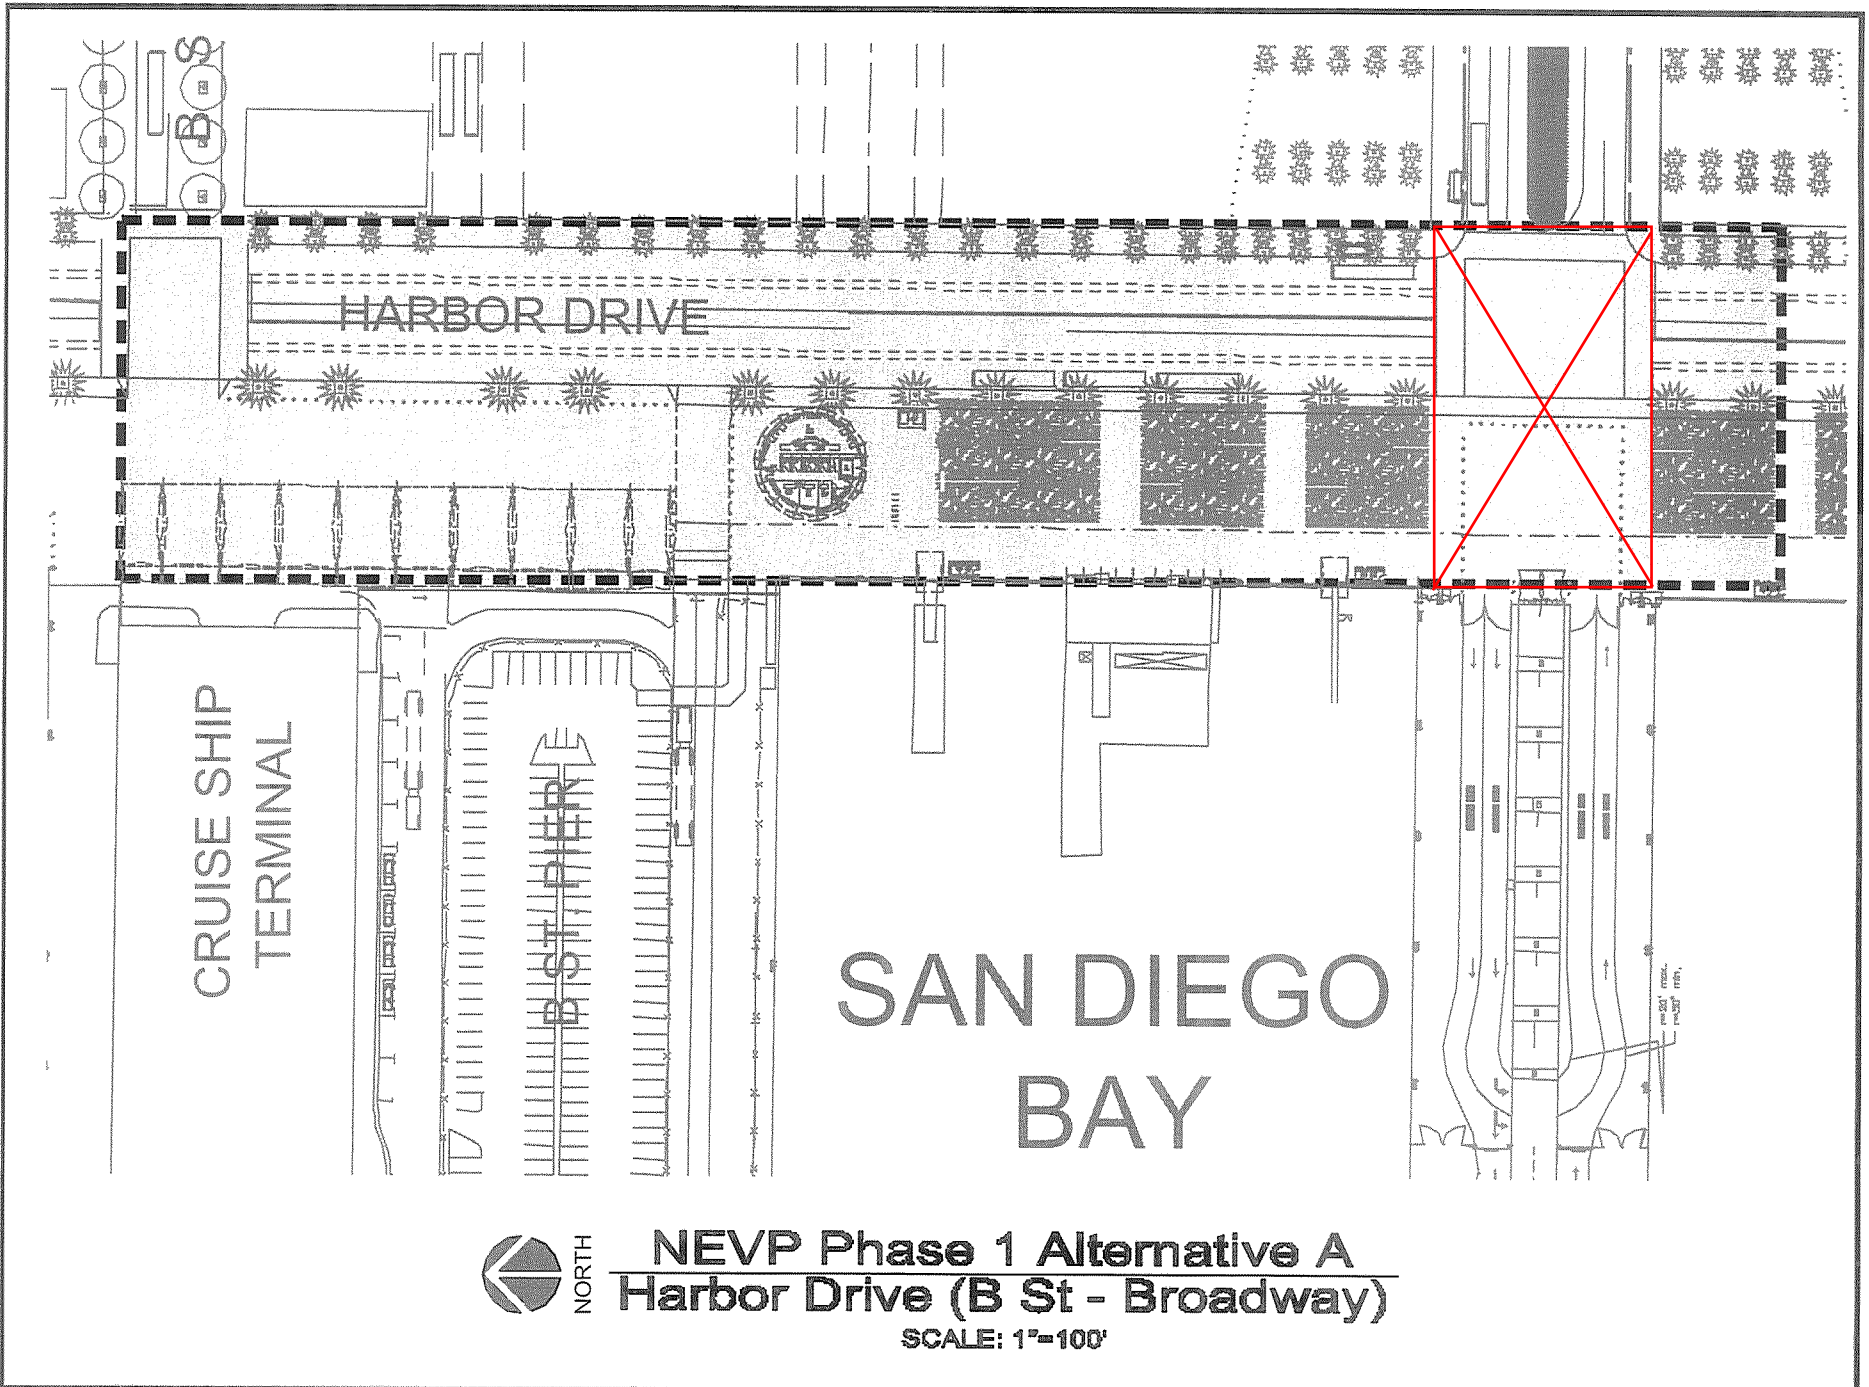 B S
HARBOR DRIVE
CRUISE SHIP
TERMINAL
B ST PIER
SAN DIEGO
BAY
NORTH
NEVP Phase 1 Alternative A
Harbor Drive (B St - Broadway)
SCALE: 1"=100'